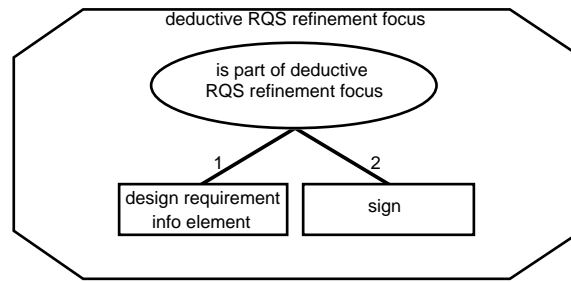 deductive RQS refinement focus
is part of deductive
RQS refinement focus
1
2
design requirement
info element
sign